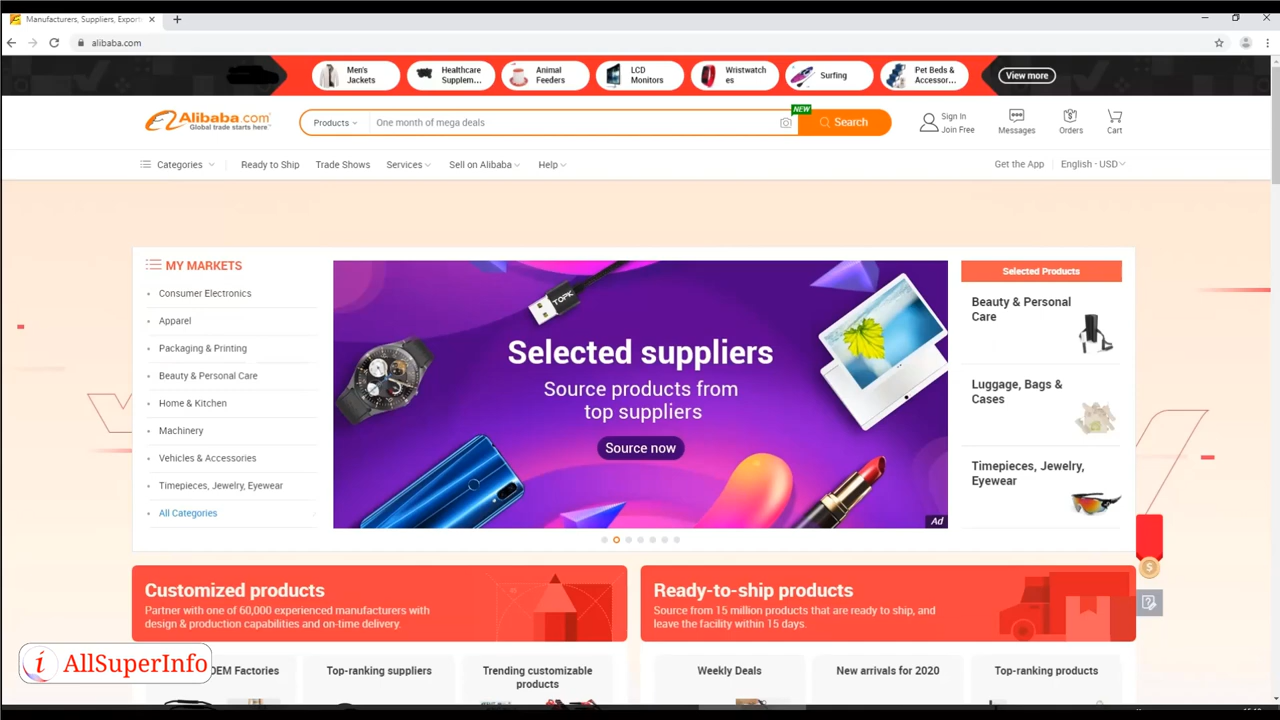 Manufacturers, Suppliers, Export
alibaba.com
Men's
Jackets
Healthcare
Supplem...
Animal
Feeders
LCD
Monitors
Wristwatch
es
Surfing
Pet Beds &
Accessor...
View more
Alibaba.com
Global trade starts here™
Products
One month of mega deals
NEW
Search
Sign In
Join Free
Messages
Orders
Cart
Categories
Ready to Ship
Trade Shows
Services
Sell on Alibaba
Help
Get the App
English - USD
MY MARKETS
Consumer Electronics
Apparel
Packaging & Printing
Beauty & Personal Care
Home & Kitchen
Machinery
Vehicles & Accessories
Timepieces, Jewelry, Eyewear
All Categories
TOPK
Selected suppliers
Source products from
top suppliers
Source now
Ad
Selected Products
Beauty & Personal
Care
Luggage, Bags &
Cases
Timepieces, Jewelry,
Eyewear
$
Customized products
Partner with one of 60,000 experienced manufacturers with
design & production capabilities and on-time delivery.
Ready-to-ship products
Source from 15 million products that are ready to ship, and
leave the facility within 15 days.
i AllSuperInfo
OEM Factories
Top-ranking suppliers
Trending customizable
products
Weekly Deals
New arrivals for 2020
Top-ranking products